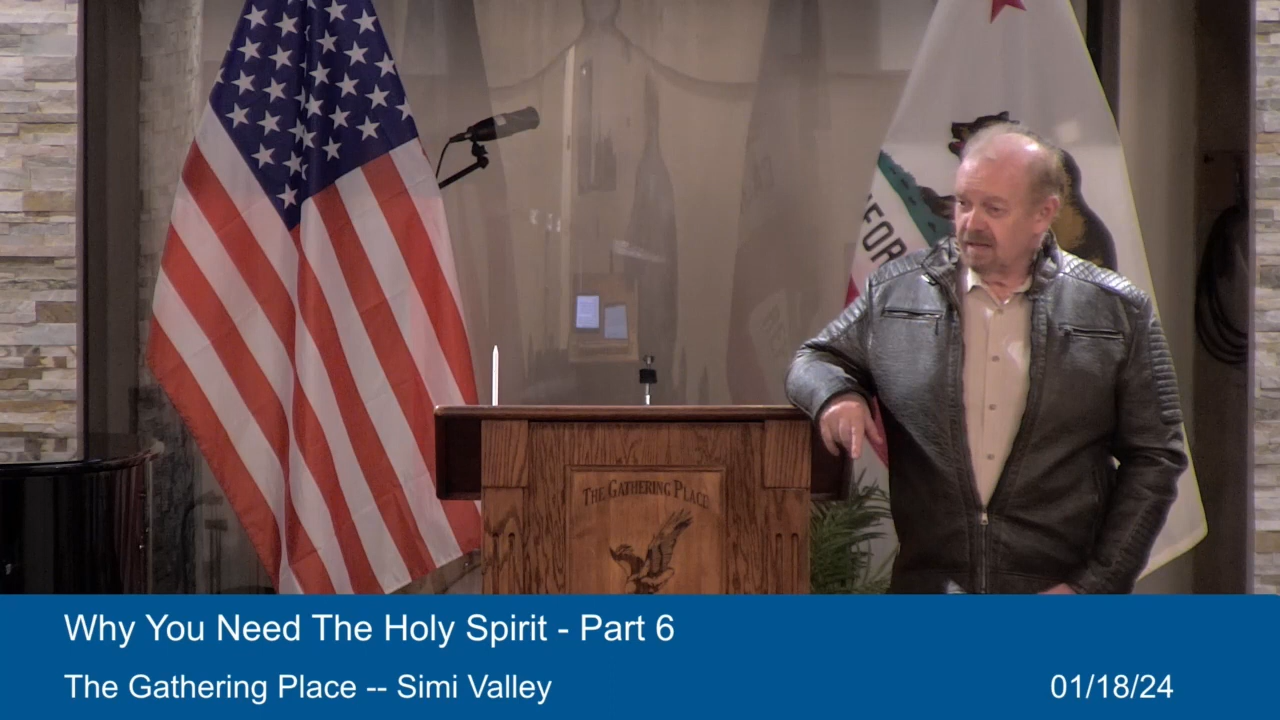 IFOR
THE GATHERING PLACE
Why You Need The Holy Spirit - Part 6
The Gathering Place -- Simi Valley
01/18/24